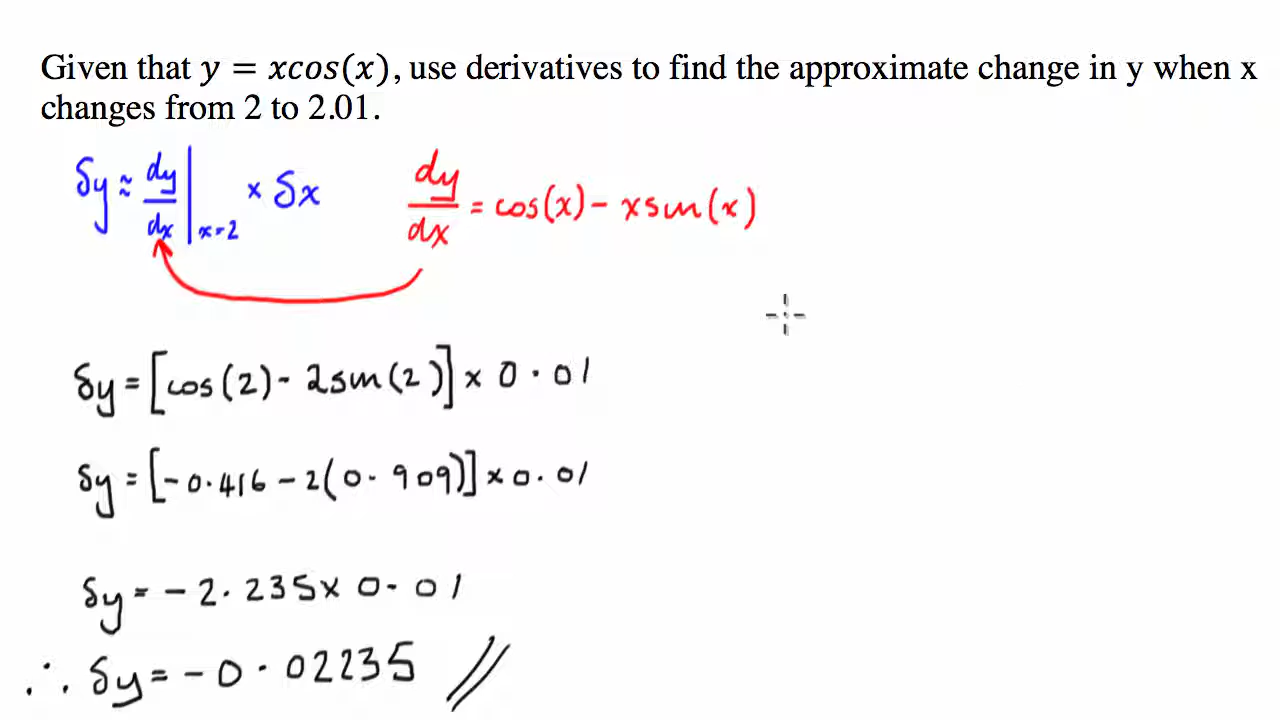 Given that y = xcos(x), use derivatives to find the approximate change in y when x
changes from 2 to 2.01.
δy ≈ dy/dx |x=2 × δx
dy/dx = cos(x) - xsin(x)
δy = [cos(2) - 2sin(2)] × 0.01
δy = [-0.416 - 2(0.909)] × 0.01
δy = -2.235 × 0.01
∴ δy = -0.02235 //